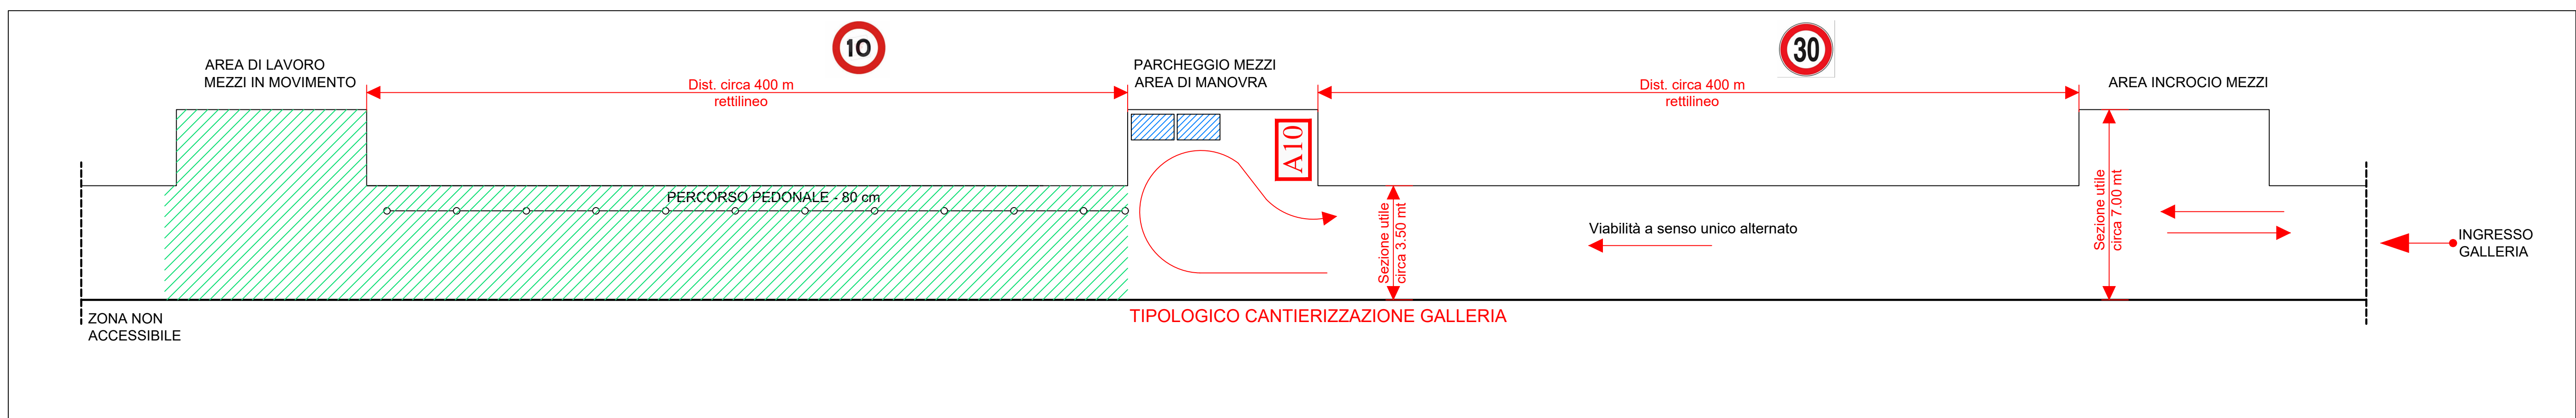 10
30
AREA DI LAVORO
MEZZI IN MOVIMENTO
Dist. circa 400 m
rettilineo
PARCHEGGIO MEZZI
AREA DI MANOVRA
Dist. circa 400 m
rettilineo
AREA INCROCIO MEZZI
A10
PERCORSO PEDONALE - 80 cm
Sezione utile
circa 3.50 mt
Viabilità a senso unico alternato
Sezione utile
circa 7.00 mt
INGRESSO
GALLERIA
ZONA NON
ACCESSIBILE
TIPOLOGICO CANTIERIZZAZIONE GALLERIA